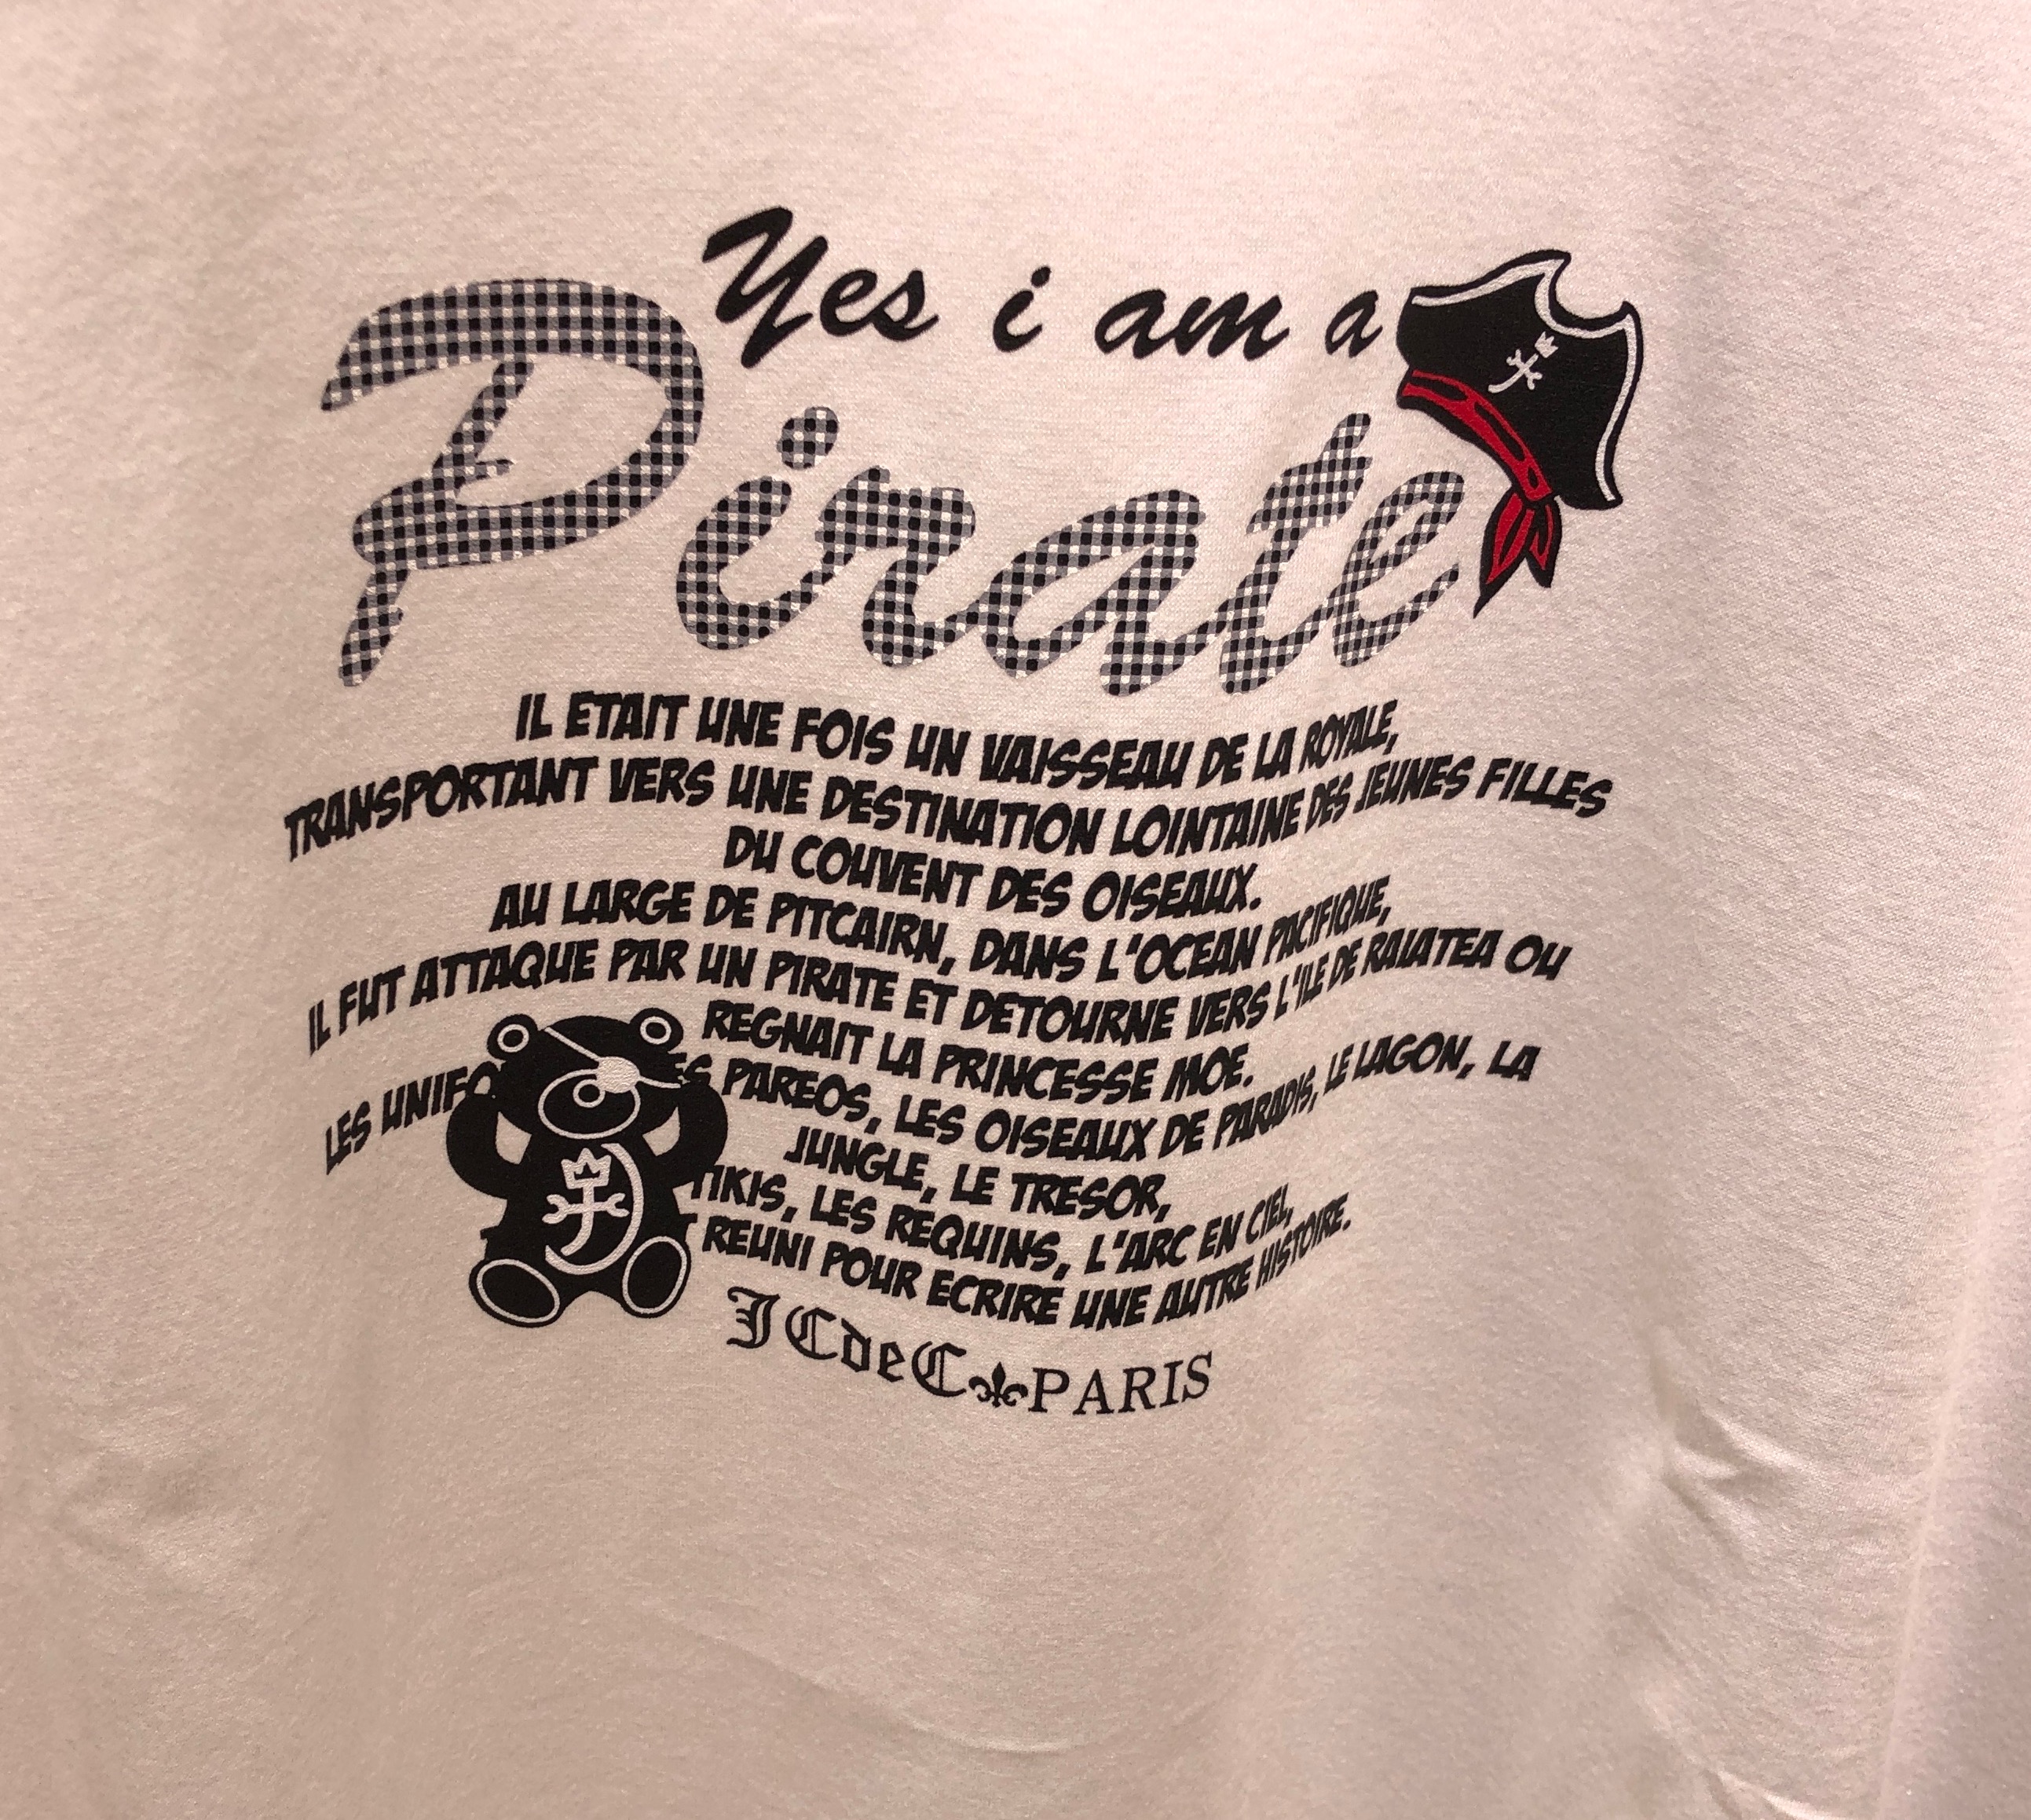 Yes i am a
Pirate
IL ETAIT UNE FOIS UN VAISSEAU DE LA ROYALE,
TRANSPORTANT VERS UNE DESTINATION LOINTAINE DES JEUNES FILLES
DU COUVENT DES OISEAUX.
AU LARGE DE PITCAIRN, DANS L'OCEAN PACIFIQUE,
IL FUT ATTAQUE PAR UN PIRATE ET DETOURNE VERS L'ILE DE RAIATEA OU
REGNAIT LA PRINCESSE MOE.
LES PAREOS, LES OISEAUX DE PARADIS, LE LAGON, LA
JUNGLE, LE TRESOR,
TIKIS, LES REQUINS, L'ARC EN CIEL,
REUNI POUR ECRIRE UNE AUTRE HISTOIRE.
JCdeC PARIS